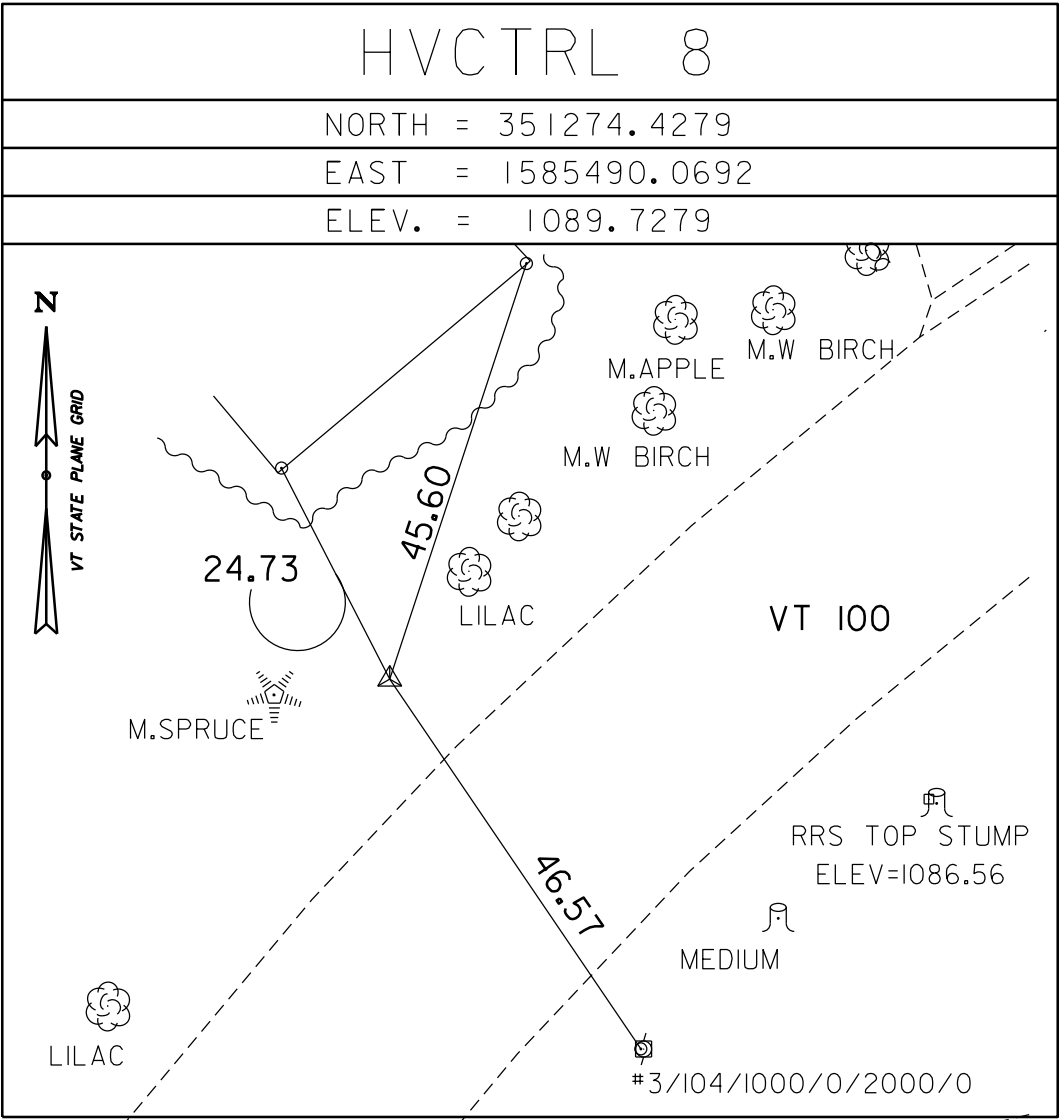 HVCTRL 8
NORTH = 351274.4279
EAST = 1585490.0692
ELEV. = 1089.7279
N
VT STATE PLANE GRID
M.APPLE
M.W BIRCH
M.W BIRCH
45.60
24.73
LILAC
VT 100
M.SPRUCE
RRS TOP STUMP
ELEV=1086.56
46.57
MEDIUM
LILAC
#3/104/1000/0/2000/0